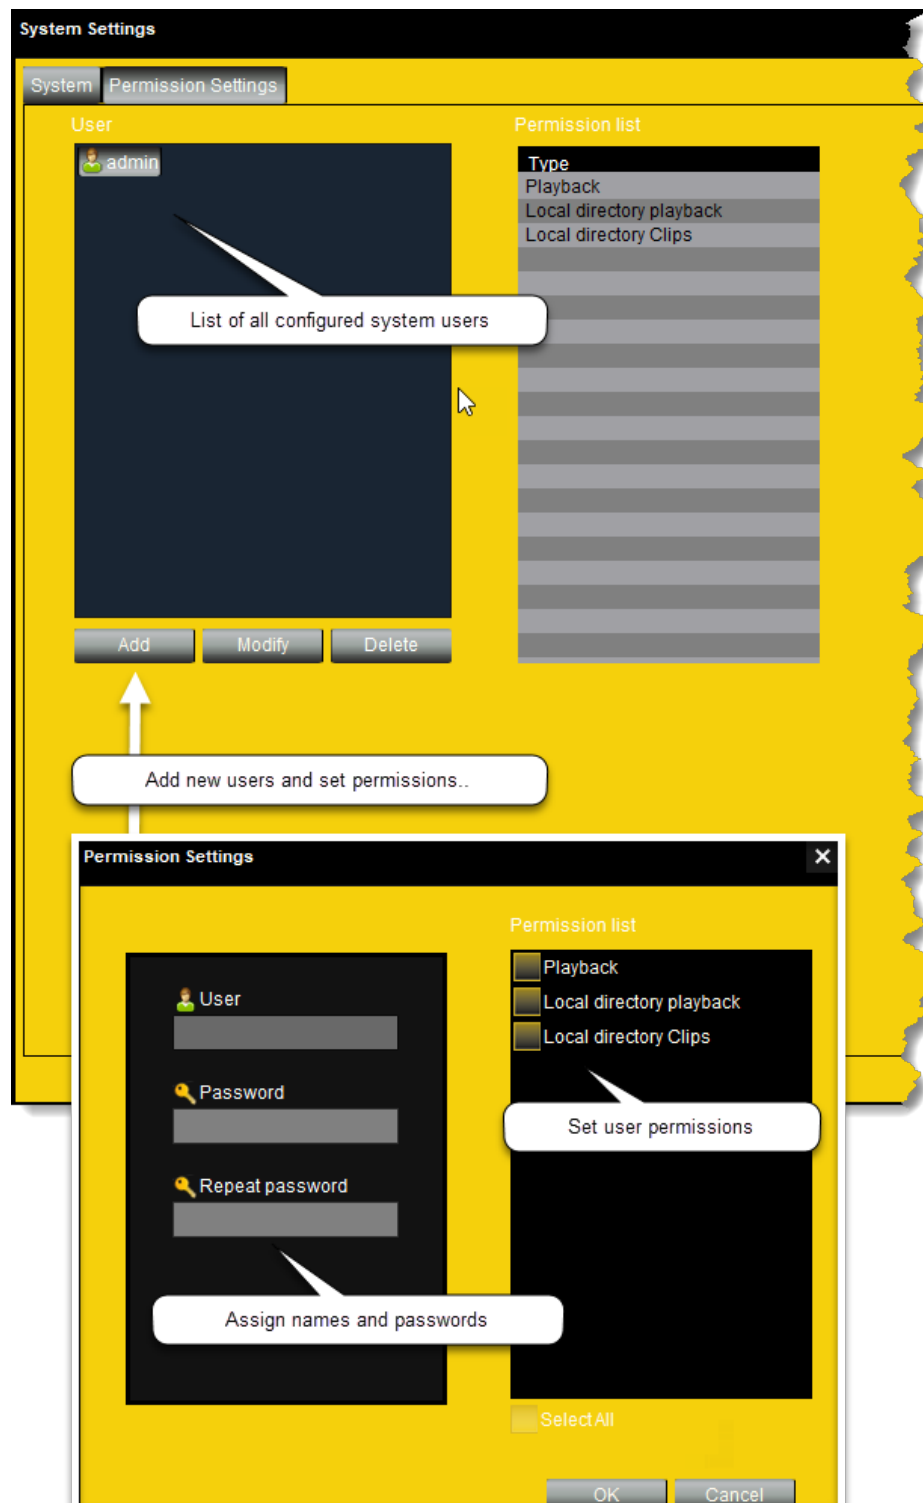 System Settings
System Permission Settings
User
Permission list
admin
Type
Playback
Local directory playback
Local directory Clips
List of all configured system users
Add Modify Delete
Add new users and set permissions..
Permission Settings
Permission list
Playback
User
Local directory playback
Local directory Clips
Password
Set user permissions
Repeat password
Assign names and passwords
Select All
OK Cancel